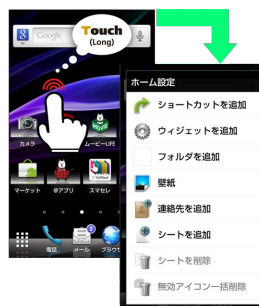 Google
Touch
(Long)
カメラ
ムービーLIFE
マーケット
@アプリ
スマセレ
電話
メール
ブラウ
ホーム設定
ショートカットを追加
ウィジェットを追加
フォルダを追加
壁紙
連絡先を追加
シートを追加
シートを削除
無効アイコン一括削除